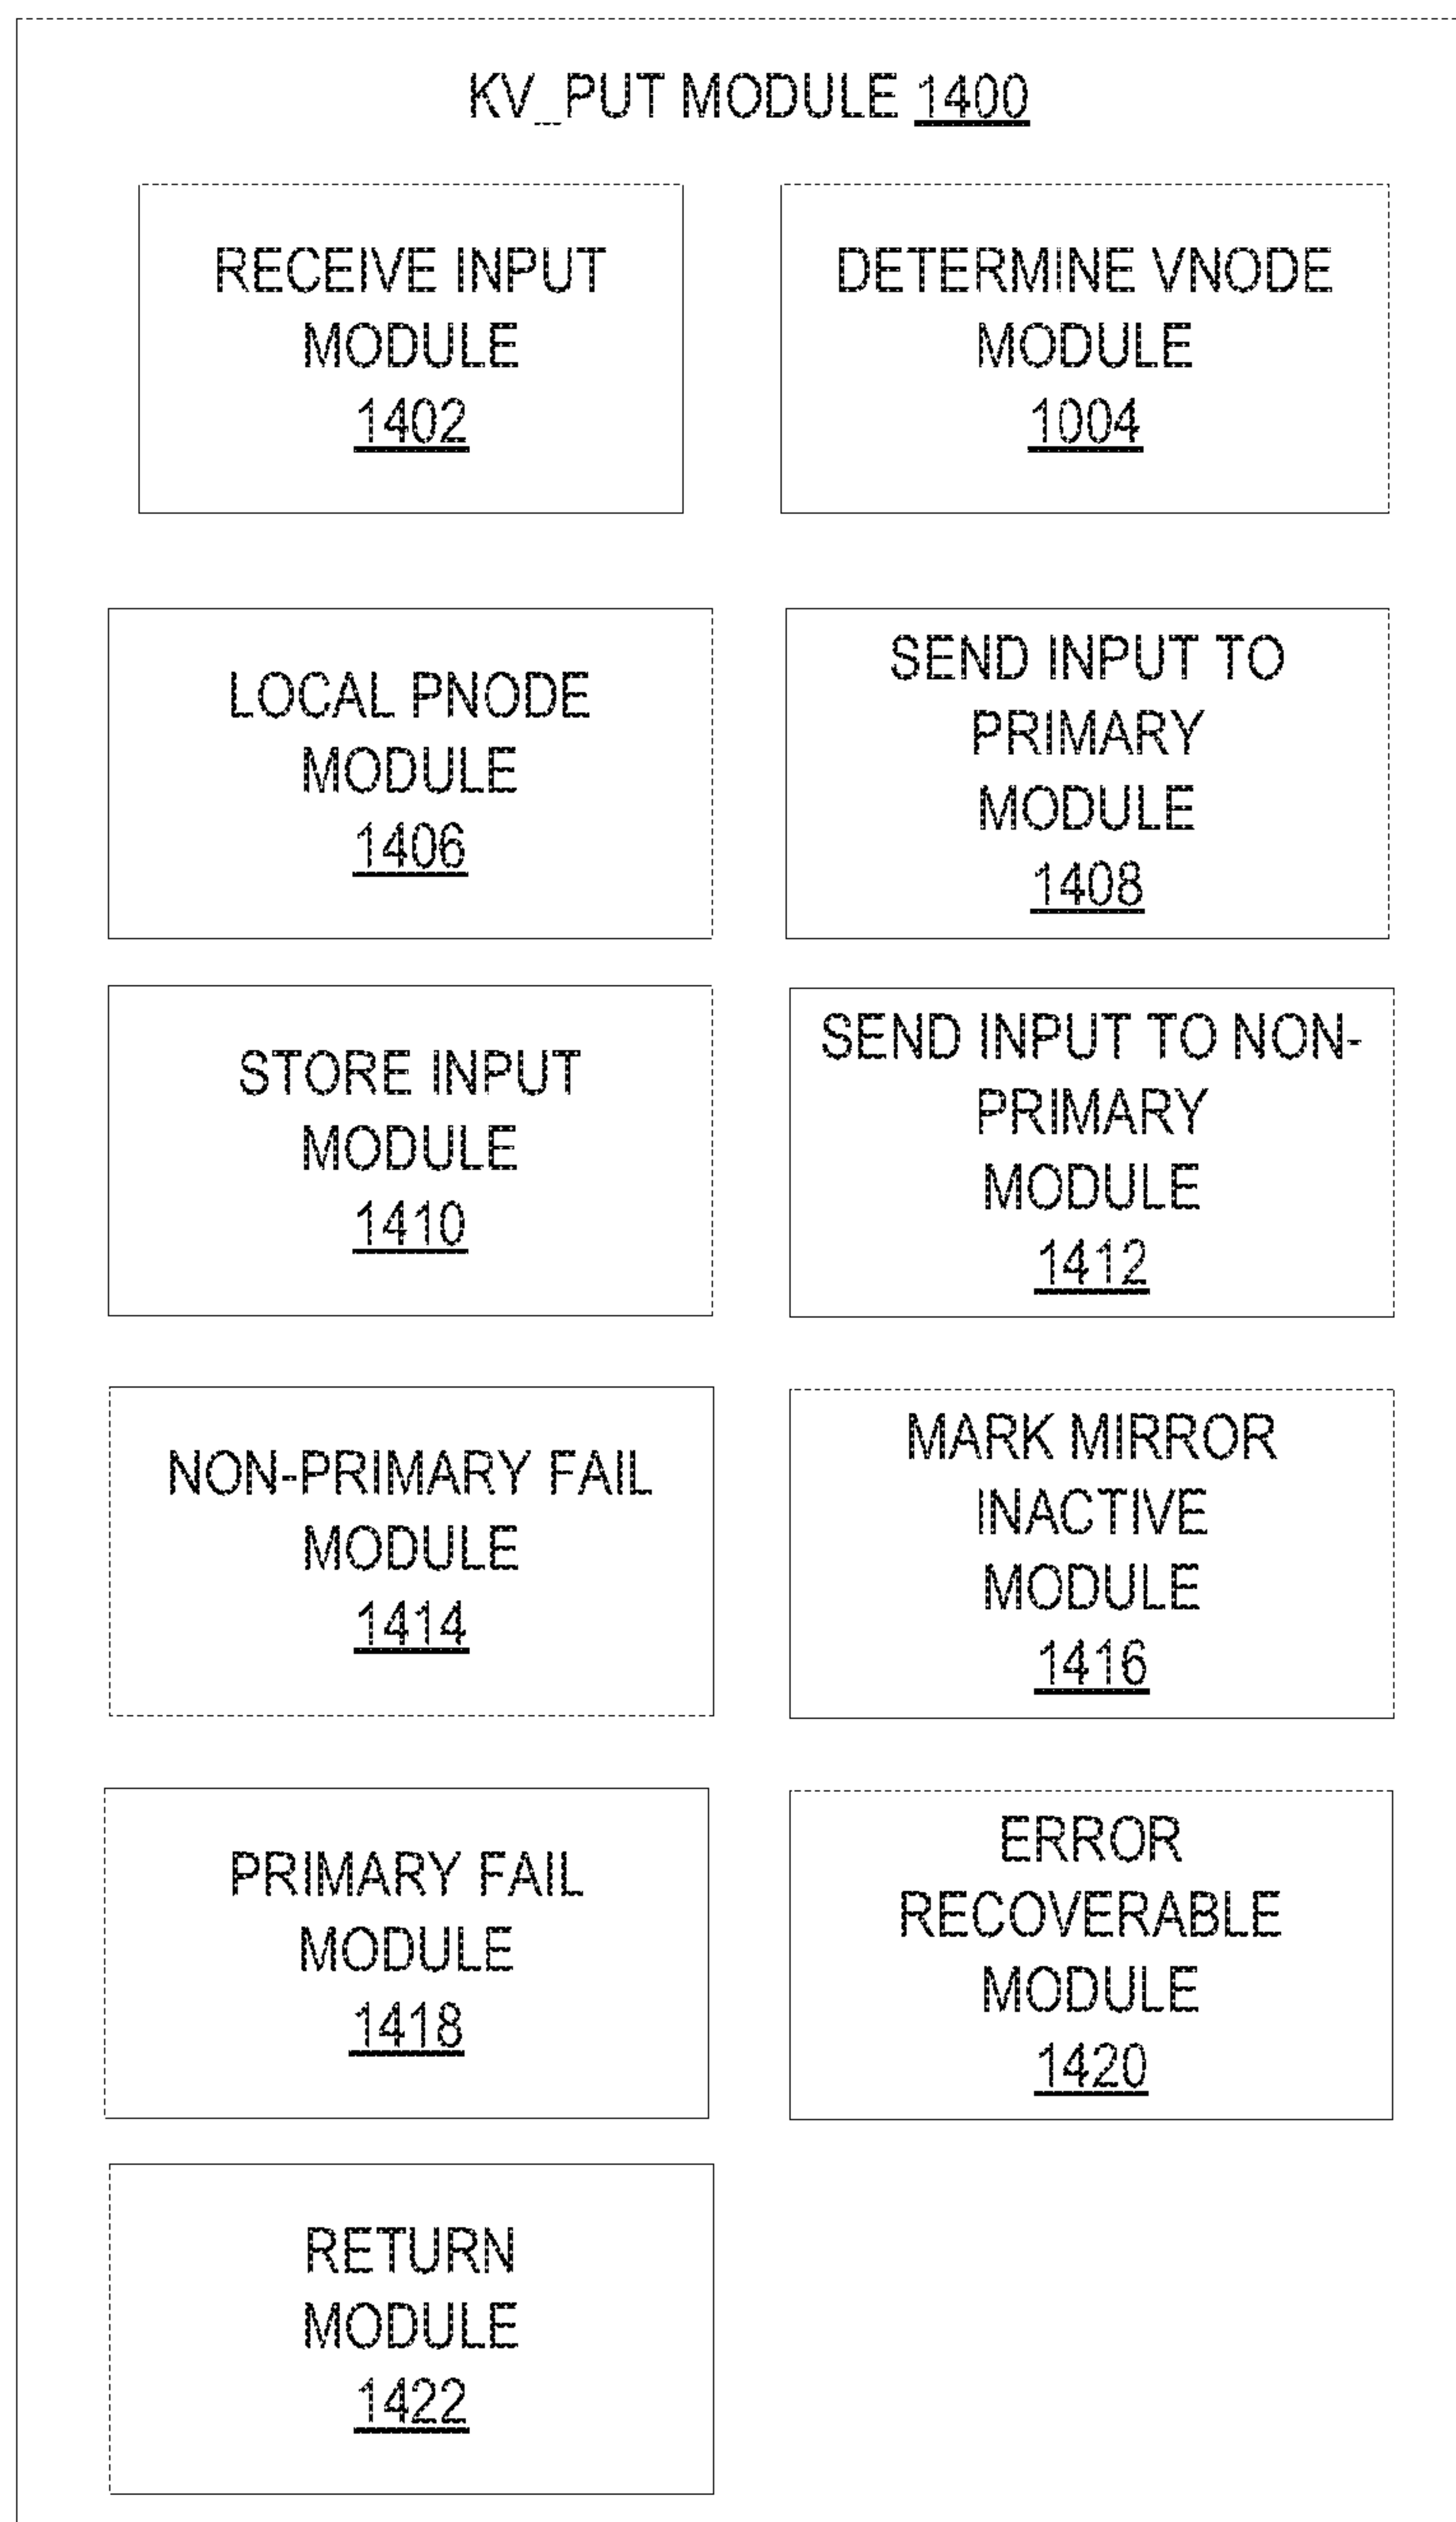 KV_PUT MODULE 1400
RECEIVE INPUT
MODULE
1402
DETERMINE VNODE
MODULE
1004
LOCAL PNODE
MODULE
1406
SEND INPUT TO
PRIMARY
MODULE
1408
STORE INPUT
MODULE
1410
SEND INPUT TO NON-
PRIMARY
MODULE
1412
NON-PRIMARY FAIL
MODULE
1414
MARK MIRROR
INACTIVE
MODULE
1416
PRIMARY FAIL
MODULE
1418
ERROR
RECOVERABLE
MODULE
1420
RETURN
MODULE
1422